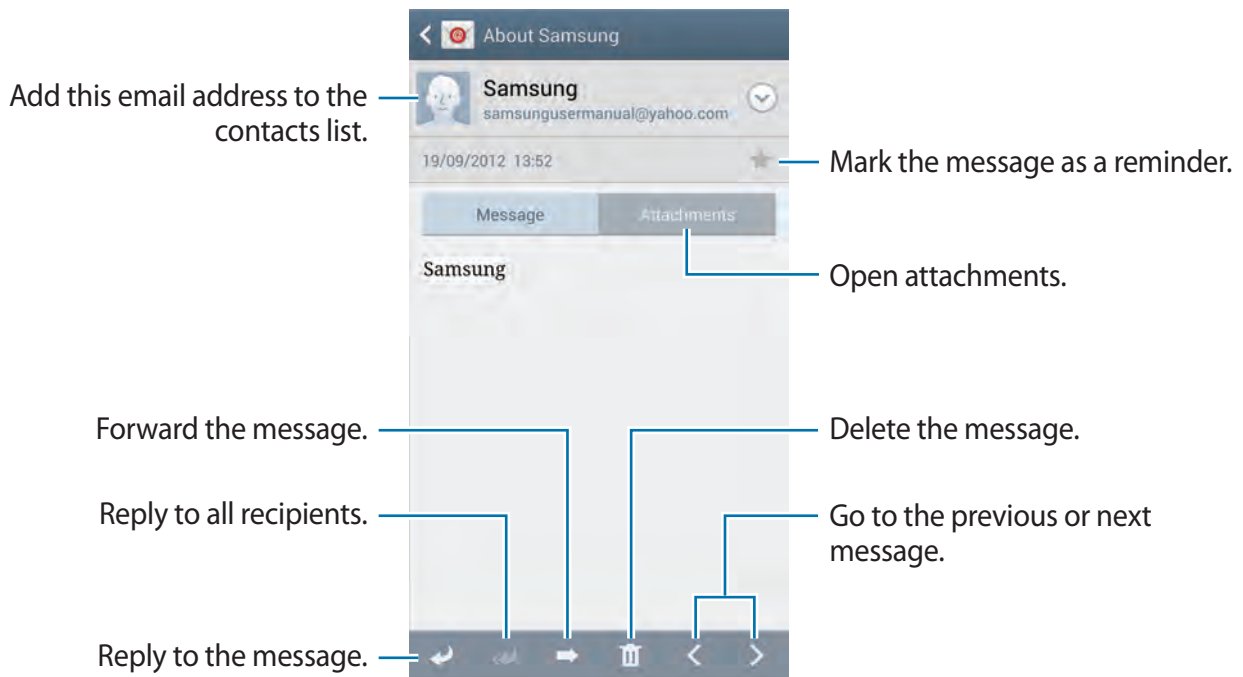 About Samsung
Add this email address to the
contacts list.
Samsung
samsungusermanual@yahoo.com
19/09/2012 13:52
Mark the message as a reminder.
Message
Attachments
Samsung
Open attachments.
Forward the message.
Delete the message.
Reply to all recipients.
Go to the previous or next
message.
Reply to the message.